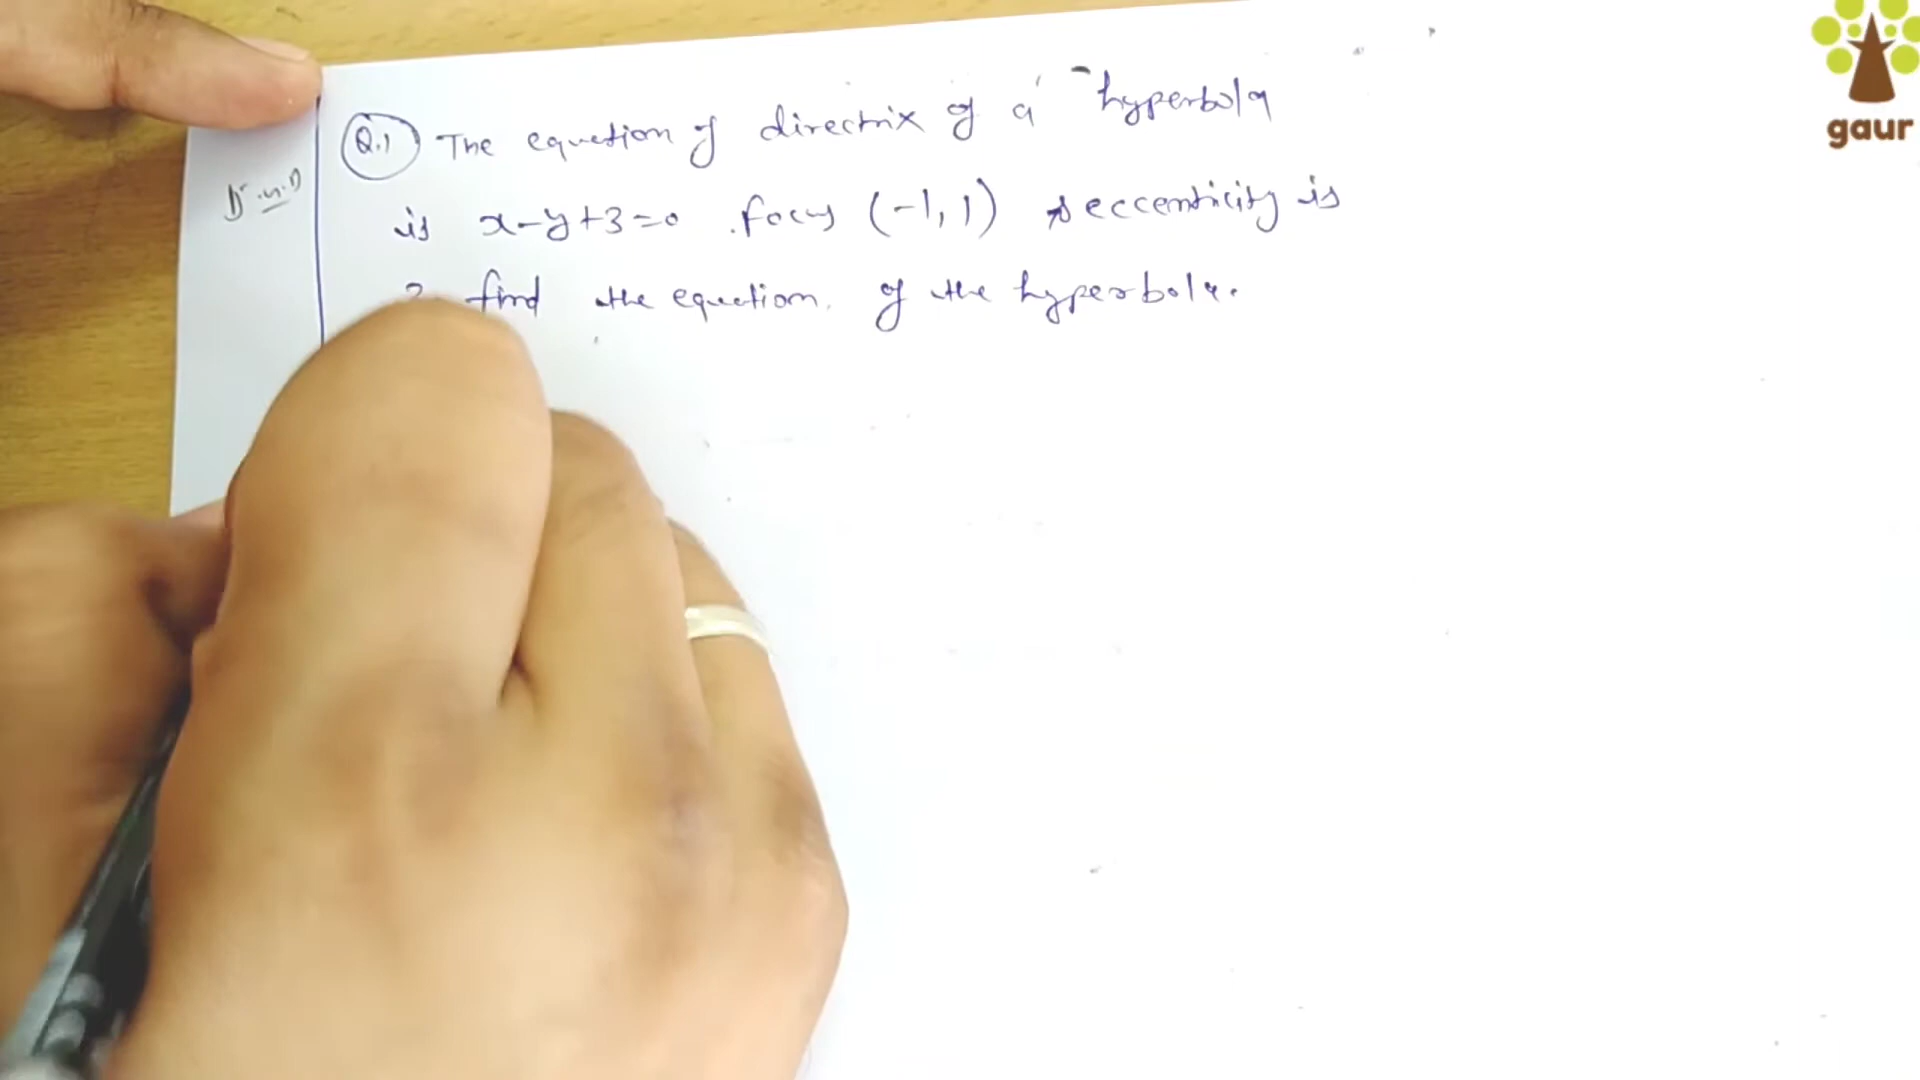 Q.1) The equation of directrix of a hyperbola
is x-y+3=0 . focus (-1, 1) & eccentricity is
find the equation of the hyperbola.
gaur